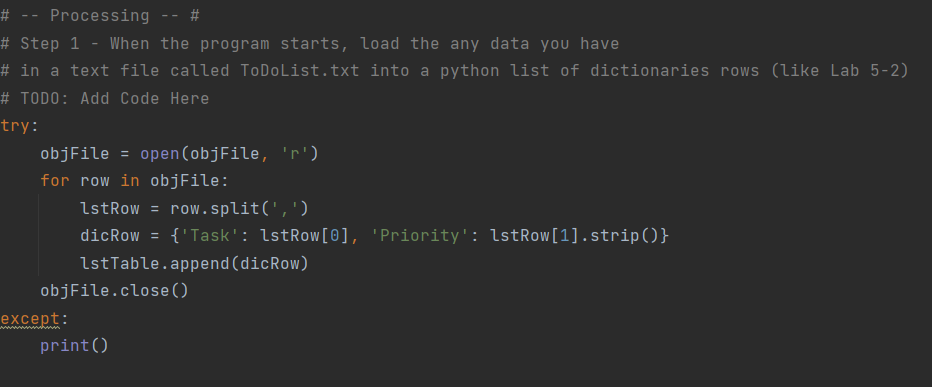 # -- Processing -- #
# Step 1 - When the program starts, load the any data you have
# in a text file called ToDoList.txt into a python list of dictionaries rows (like Lab 5-2)
# TODO: Add Code Here
try:
    objFile = open(objFile, 'r')
    for row in objFile:
        lstRow = row.split(',')
        dicRow = {'Task': lstRow[0], 'Priority': lstRow[1].strip()}
        lstTable.append(dicRow)
    objFile.close()
except:
    print()